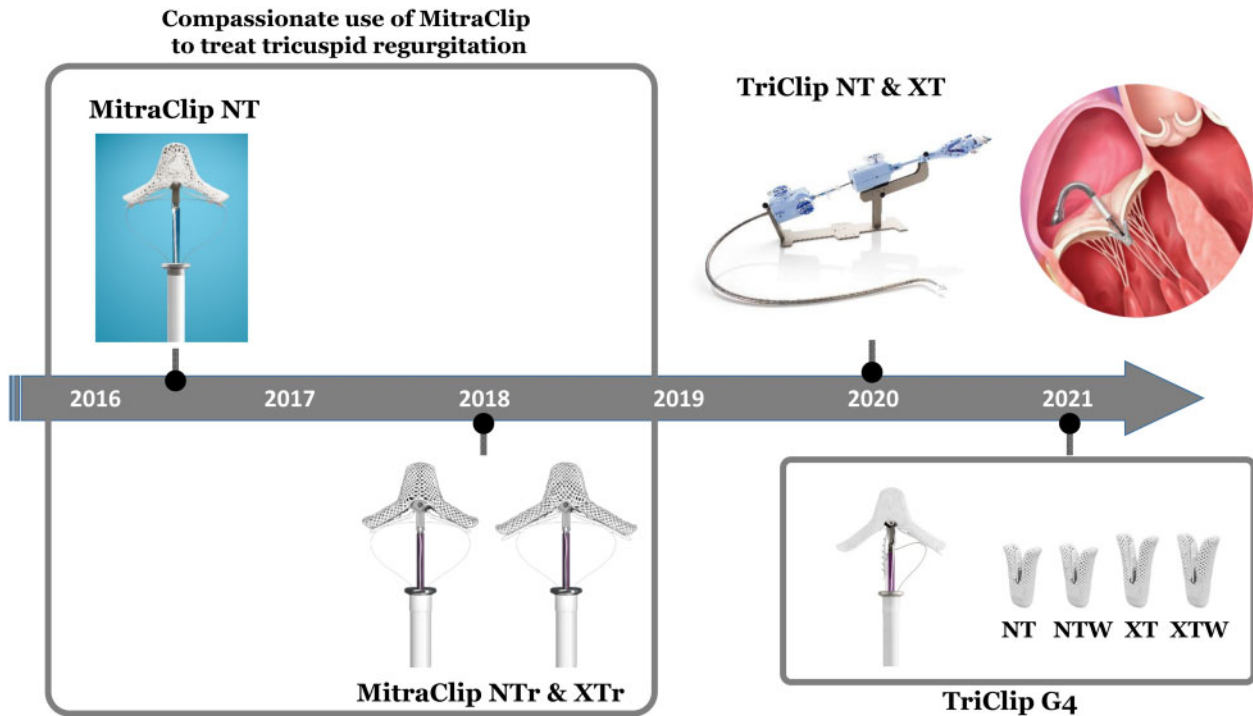 Compassionate use of MitraClip
to treat tricuspid regurgitation
MitraClip NT
TriClip NT & XT
2016 2017 2018 2019 2020 2021
MitraClip NTr & XTr
NT NTW XT XTW
TriClip G4